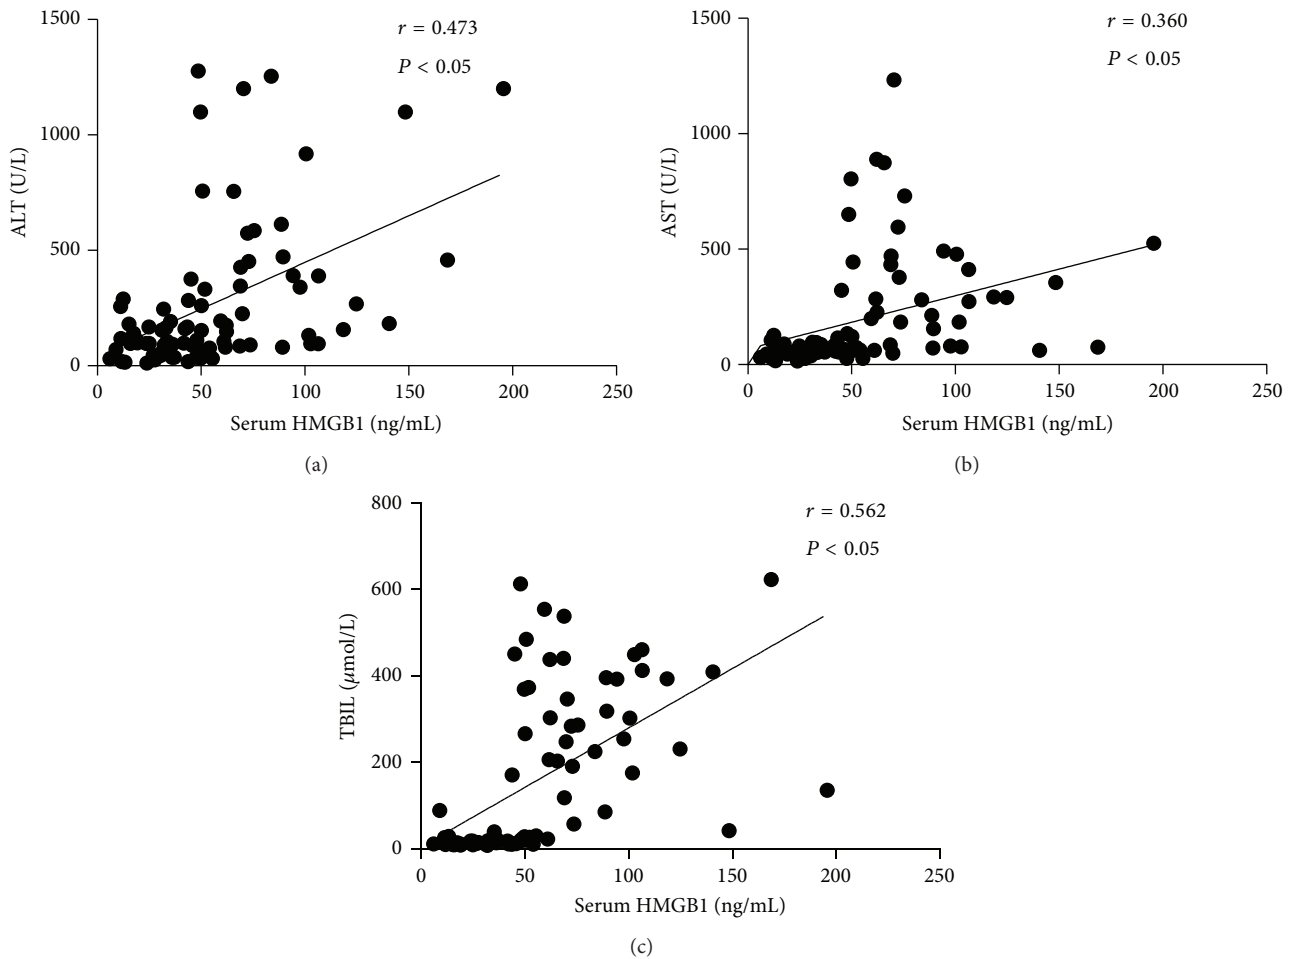 r = 0.473
P < 0.05
ALT (U/L)
1500
1000
500
0
0 50 100 150 200 250
Serum HMGB1 (ng/mL)
(a)
r = 0.360
P < 0.05
AST (U/L)
1500
1000
500
0
0 50 100 150 200 250
Serum HMGB1 (ng/mL)
(b)
r = 0.562
P < 0.05
TBIL (μmol/L)
800
600
400
200
0
0 50 100 150 200 250
Serum HMGB1 (ng/mL)
(c)